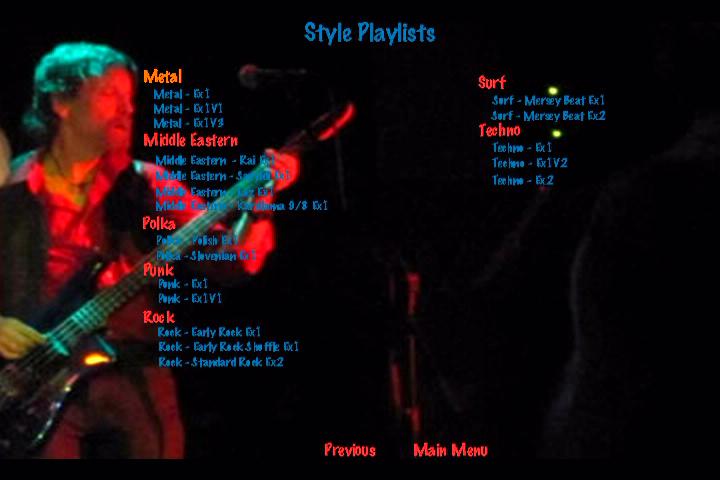 Style Playlists
Metal
Metal - Ex1
Metal - Ex1V1
Metal - Ex1V3
Middle Eastern
Middle Eastern - Rai Ex1
Middle Eastern - Ex1
Middle Eastern - Ex1
Middle Eastern - Karsilama 9/8 Ex1
Polka
Polka - Polish Ex1
Polka - Slovenian Ex1
Punk
Punk - Ex1
Punk - Ex1V1
Rock
Rock - Early Rock Ex1
Rock - Early Rock Shuffle Ex1
Rock - Standard Rock Ex2
Surf
Surf - Mersey Beat Ex1
Surf - Mersey Beat Ex2
Techno
Techno - Ex1
Techno - Ex1V2
Techno - Ex2
Previous Main Menu